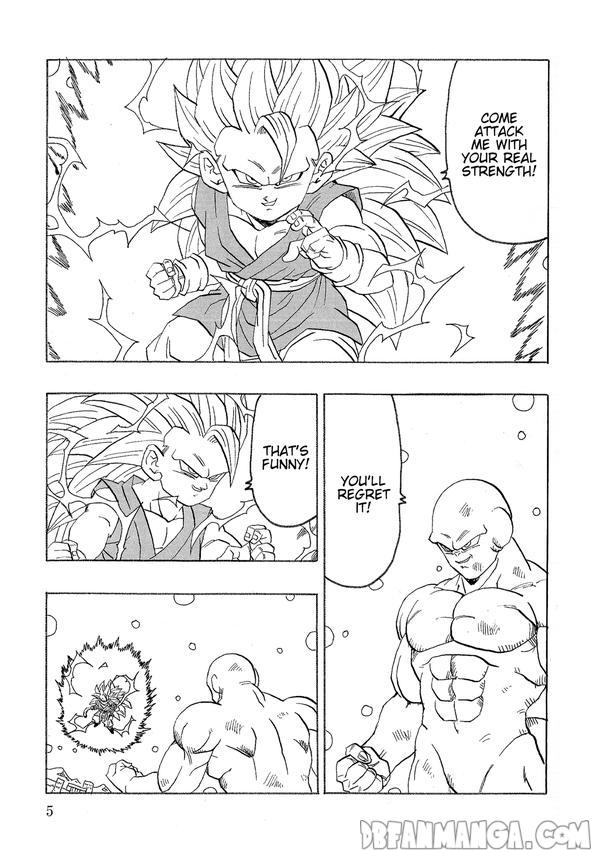 COME
ATTACK
ME WITH
YOUR REAL
STRENGTH!
YOU'LL
REGRET
IT!
THAT'S
FUNNY!
5
DBFANMANGA.COM